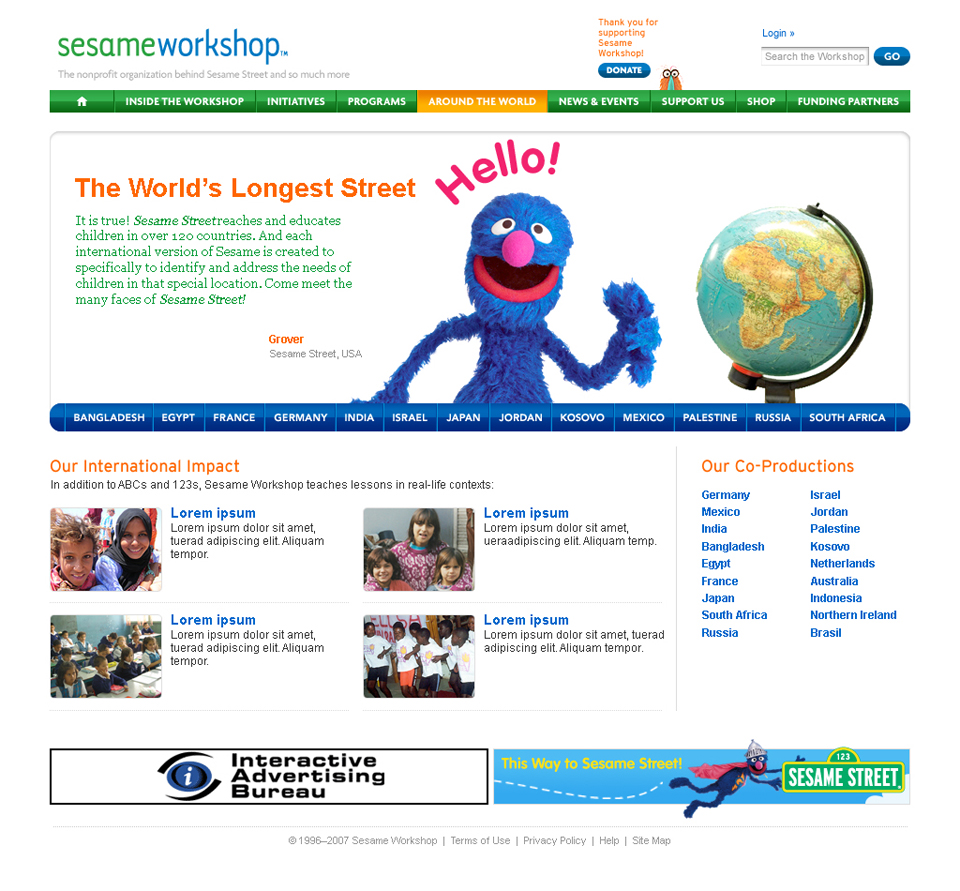 Thank you for
supporting
Sesame
Workshop!
DONATE
Login »
Search the Workshop GO
sesameworkshop™
The nonprofit organization behind Sesame Street and so much more
INSIDE THE WORKSHOP INITIATIVES PROGRAMS AROUND THE WORLD NEWS & EVENTS SUPPORT US SHOP FUNDING PARTNERS
Hello!
The World's Longest Street
It is true! Sesame Street reaches and educates
children in over 120 countries. And each
international version of Sesame is created to
specifically to identify and address the needs of
children in that special location. Come meet the
many faces of Sesame Street!
Grover
Sesame Street, USA
BANGLADESH EGYPT FRANCE GERMANY INDIA ISRAEL JAPAN JORDAN KOSOVO MEXICO PALESTINE RUSSIA SOUTH AFRICA
Our International Impact
In addition to ABCs and 123s, Sesame Workshop teaches lessons in real-life contexts:
Lorem ipsum
Lorem ipsum dolor sit amet,
tuerad adipiscing elit. Aliquam
tempor.
Lorem ipsum
Lorem ipsum dolor sit amet,
ueraadipiscing elit. Aliquam temp.
Lorem ipsum
Lorem ipsum dolor sit amet,
tuerad adipiscing elit. Aliquam
tempor.
Lorem ipsum
Lorem ipsum dolor sit amet, tuerad
adipiscing elit. Aliquam tempor.
Our Co-Productions
Germany Israel
Mexico Jordan
India Palestine
Bangladesh Kosovo
Egypt Netherlands
France Australia
Japan Indonesia
South Africa Northern Ireland
Russia Brasil
Interactive
Advertising
Bureau
This Way to Sesame Street!
123
SESAME STREET
© 1996–2007 Sesame Workshop | Terms of Use | Privacy Policy | Help | Site Map